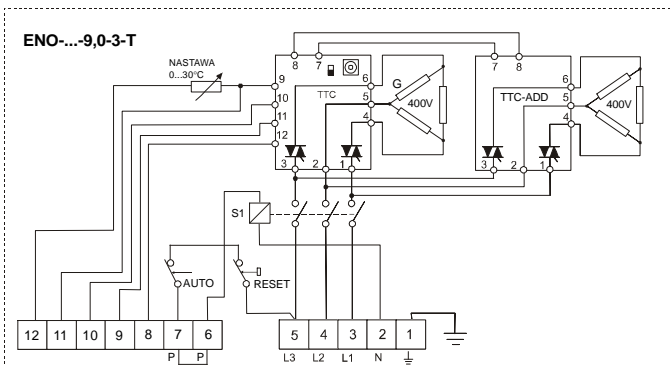 ENO-...-9,0-3-T
NASTAWA
0...30°C
8 7
9
10
11
12
TTC
6
5
4
G
400V
3 2 1
7 8
TTC-ADD
6
5
4
400V
3 2 1
S1
AUTO
RESET
12 11 10 9 8 7 6
P P
5 4 3 2 1
L3 L2 L1 N